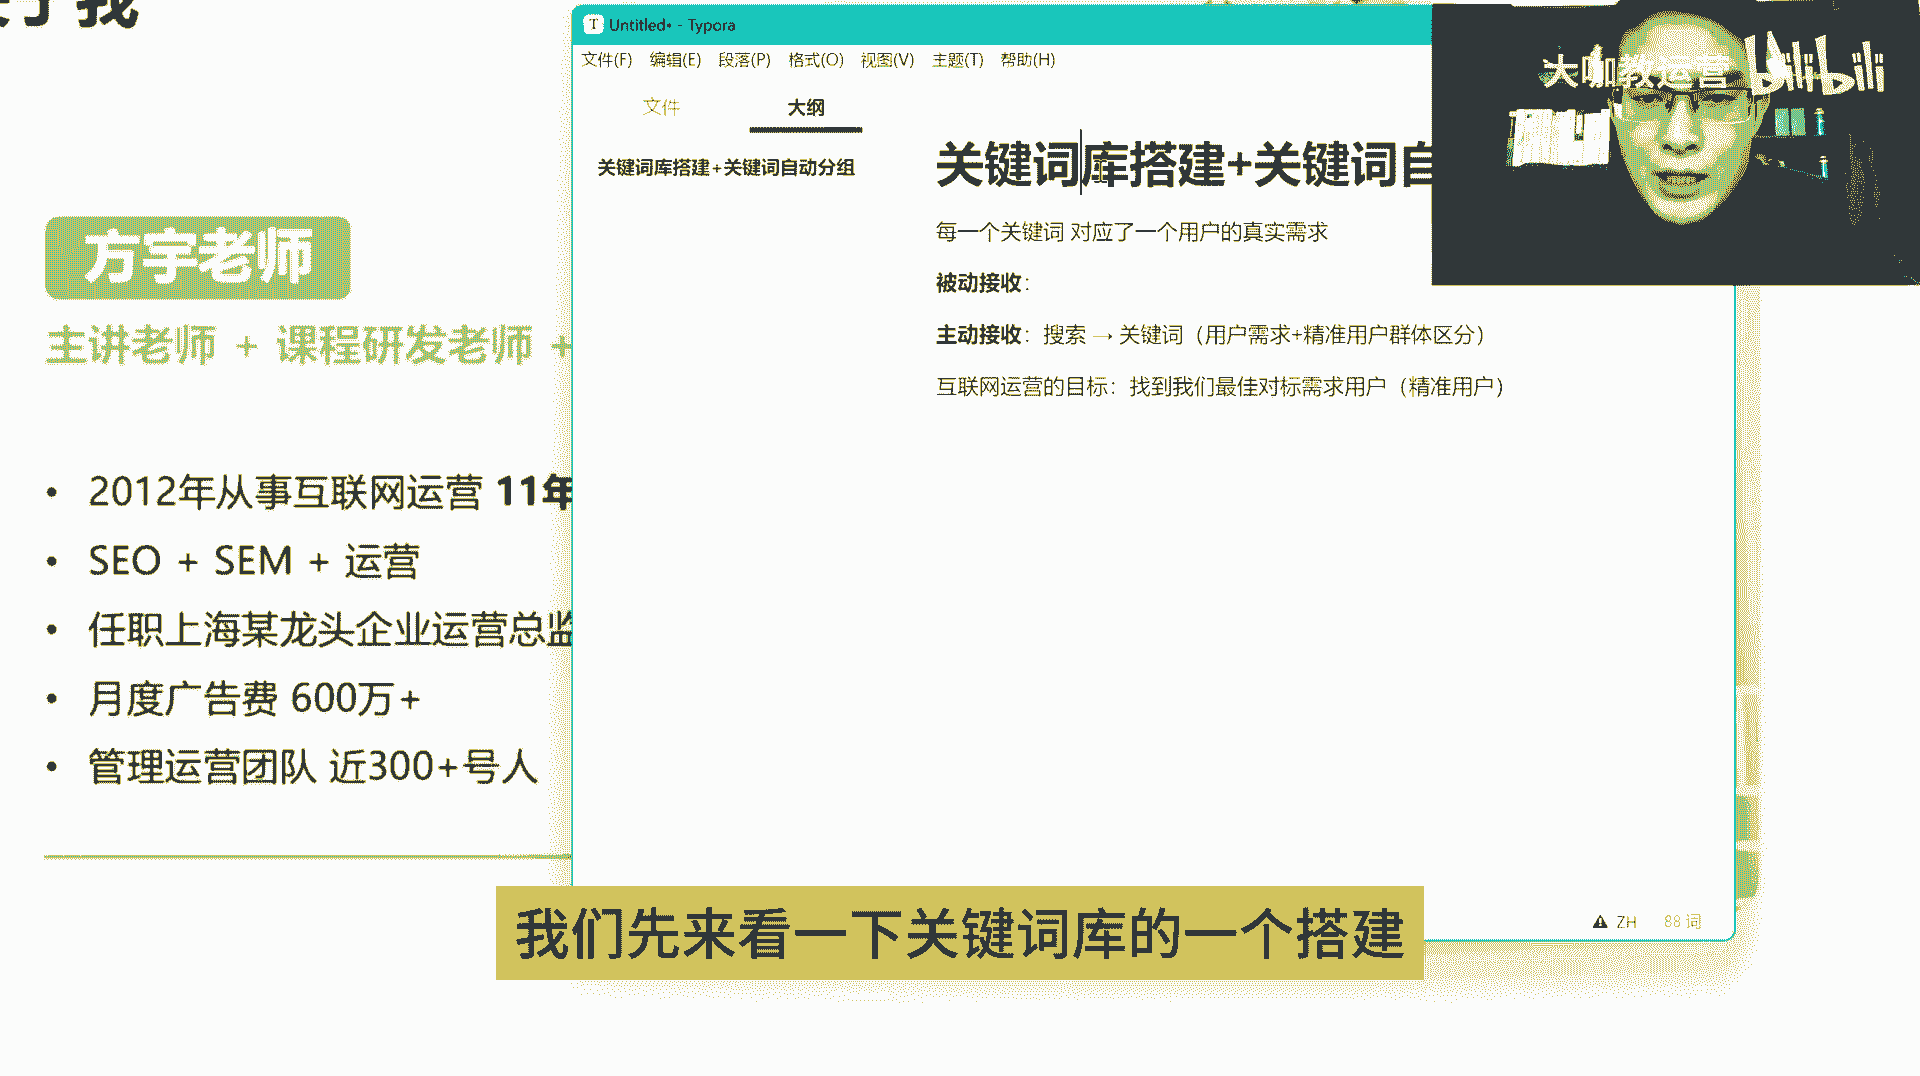 于我
方宇老师
主讲老师 + 课程研发老师 +
• 2012年从事互联网运营 11年
• SEO + SEM + 运营
• 任职上海某龙头企业运营总监
• 月度广告费 600万+
• 管理运营团队 近300+号人
T Untitled• - Typora
文件(F) 编辑(E) 段落(P) 格式(O) 视图(V) 主题(T) 帮助(H)
文件 大纲
关键词库搭建+关键词自动分组
关键词库搭建+关键词自
每一个关键词 对应了一个用户的真实需求
被动接收：
主动接收：搜索 → 关键词（用户需求+精准用户群体区分）
互联网运营的目标：找到我们最佳对标需求用户（精准用户）
ZH 88 词
大咖教运营 bilibili
我们先来看一下关键词库的一个搭建